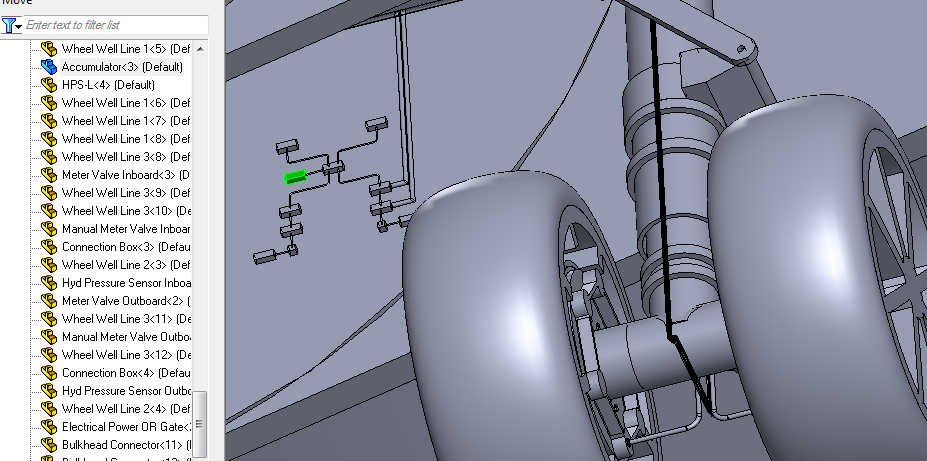 Move
Enter text to filter list
Wheel Well Line 1<5> (Def
Accumulator<3> (Default)
HPS-L<4> (Default)
Wheel Well Line 1<6> (Def
Wheel Well Line 1<7> (Def
Wheel Well Line 1<8> (Def
Wheel Well Line 3<8> (Def
Meter Valve Inboard<3> (D
Wheel Well Line 3<9> (Def
Wheel Well Line 3<10> (De
Manual Meter Valve Inboar
Connection Box<3> (Defau
Wheel Well Line 2<3> (Def
Hyd Pressure Sensor Inboa
Meter Valve Outboard<2> (
Wheel Well Line 3<11> (De
Manual Meter Valve Outbo
Wheel Well Line 3<12> (De
Connection Box<4> (Defau
Hyd Pressure Sensor Outbo
Wheel Well Line 2<4> (Def
Electrical Power OR Gate<
Bulkhead Connector<11> (